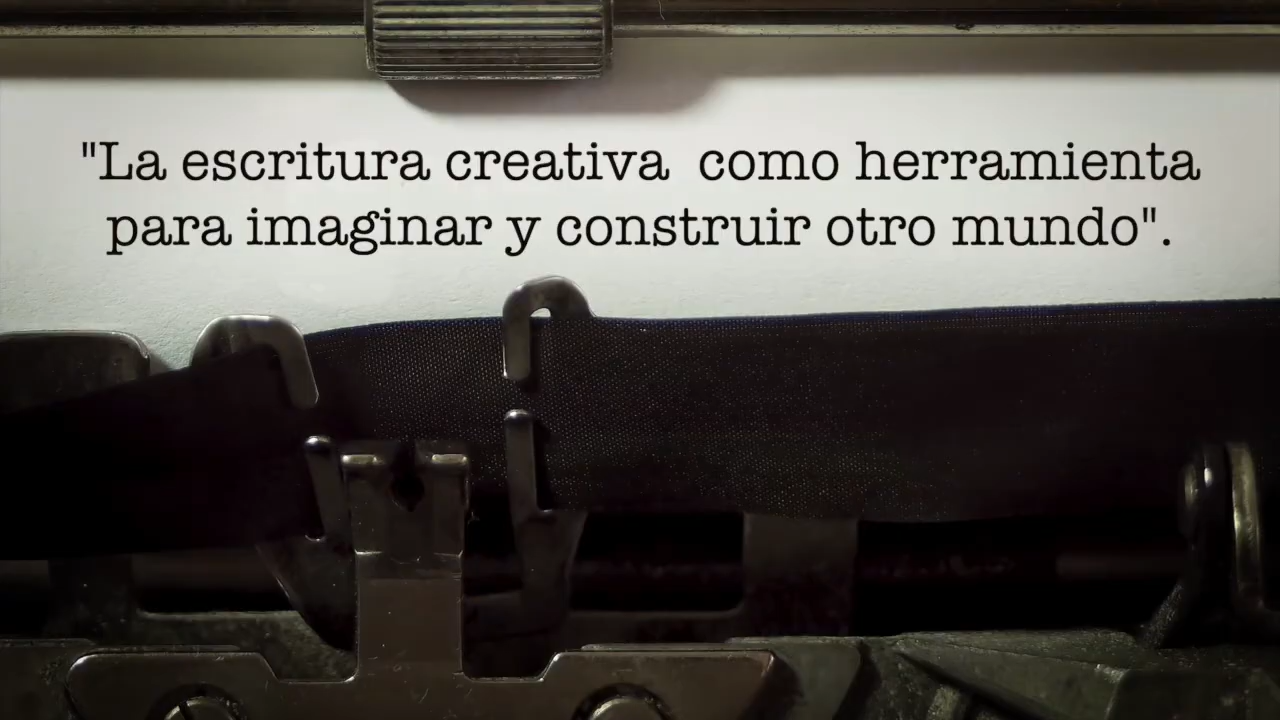 "La escritura creativa  como herramienta
para imaginar y construir otro mundo".